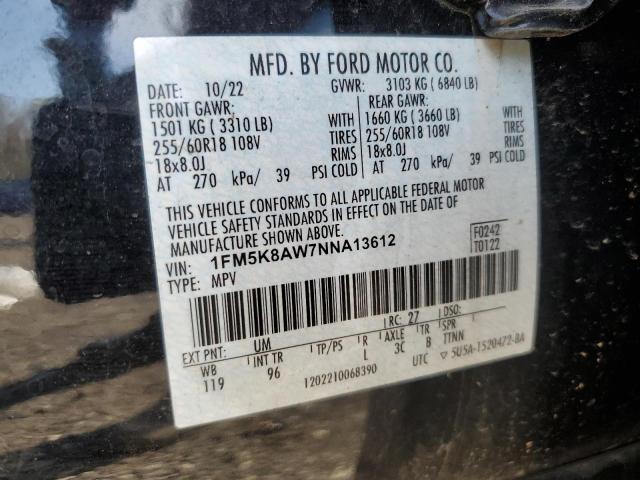 MFD. BY FORD MOTOR CO.
DATE: 10/22 GVWR: 3103 KG (6840 LB)
FRONT GAWR: REAR GAWR:
1501 KG (3310 LB) WITH 1660 KG (3660 LB) WITH
255/60R18 108V TIRES 255/60R18 108V TIRES
18x8.0J RIMS 18x8.0J RIMS
AT 270 kPa/ 39 PSI COLD AT 270 kPa/ 39 PSI COLD
THIS VEHICLE CONFORMS TO ALL APPLICABLE FEDERAL MOTOR
VEHICLE SAFETY STANDARDS IN EFFECT ON THE DATE OF
MANUFACTURE SHOWN ABOVE.
VIN: 1FM5K8AW7NNA13612 F0242
TYPE: MPV T0122
EXT PNT: UM RC: 27 DSO:
WB INT TR TP/PS R AXLE TR SPR
119 96 L 3C B TTNN
1202210068390 UTC ▽ 5U5A-1520472-BA